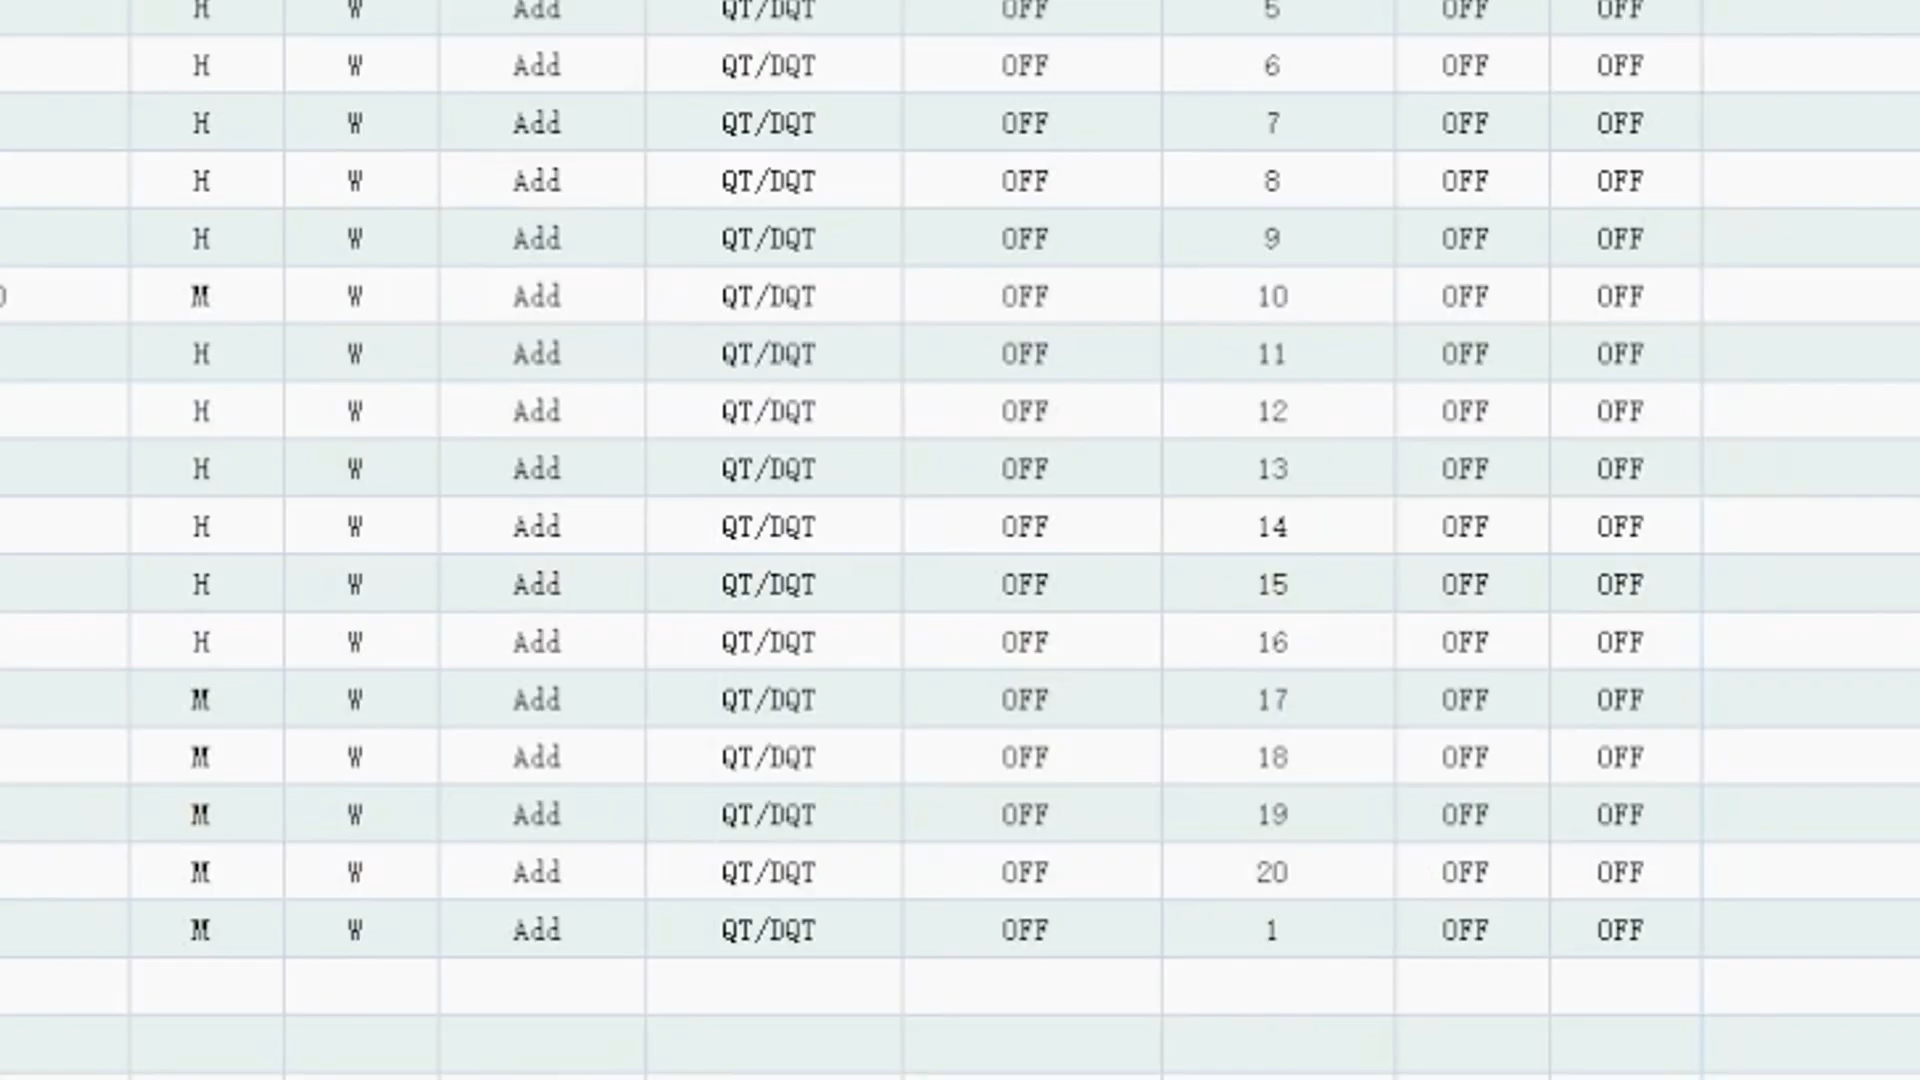 H W Add QT/DQT OFF 5 OFF OFF
H W Add QT/DQT OFF 6 OFF OFF
H W Add QT/DQT OFF 7 OFF OFF
H W Add QT/DQT OFF 8 OFF OFF
H W Add QT/DQT OFF 9 OFF OFF
M W Add QT/DQT OFF 10 OFF OFF
H W Add QT/DQT OFF 11 OFF OFF
H W Add QT/DQT OFF 12 OFF OFF
H W Add QT/DQT OFF 13 OFF OFF
H W Add QT/DQT OFF 14 OFF OFF
H W Add QT/DQT OFF 15 OFF OFF
H W Add QT/DQT OFF 16 OFF OFF
M W Add QT/DQT OFF 17 OFF OFF
M W Add QT/DQT OFF 18 OFF OFF
M W Add QT/DQT OFF 19 OFF OFF
M W Add QT/DQT OFF 20 OFF OFF
M W Add QT/DQT OFF 1 OFF OFF